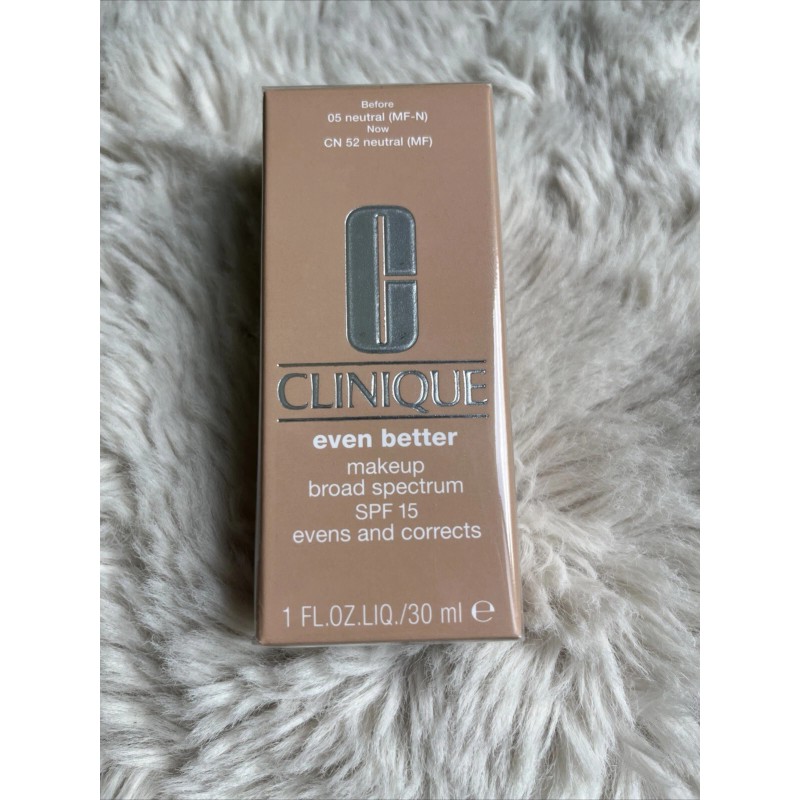 Before
05 neutral (MF-N)
Now
CN 52 neutral (MF)
C
CLINIQUE
even better
makeup
broad spectrum
SPF 15
evens and corrects
1 FL.OZ.LIQ./30 ml ℮